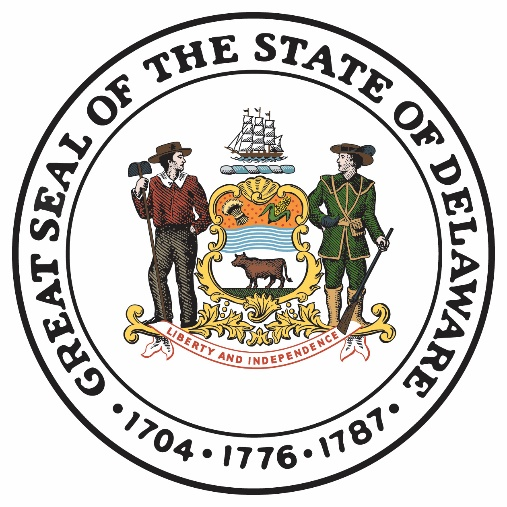 GREAT SEAL OF THE STATE OF DELAWARE
LIBERTY AND INDEPENDENCE
• 1704 • 1776 • 1787 •